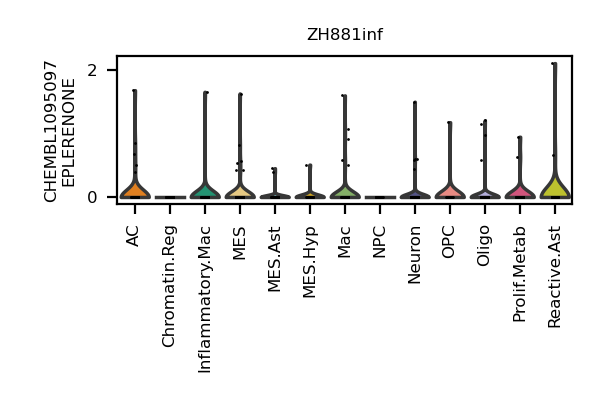 ZH881inf
CHEMBL1095097
EPLERENONE
2
0
AC
Chromatin.Reg
Inflammatory.Mac
MES
MES.Ast
MES.Hyp
Mac
NPC
Neuron
OPC
Oligo
Prolif.Metab
Reactive.Ast